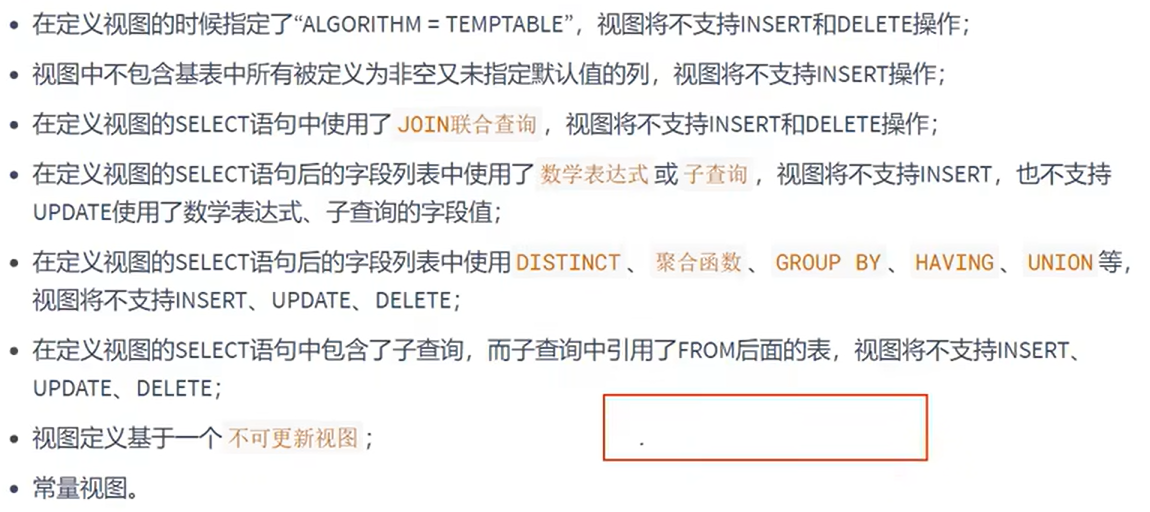 • 在定义视图的时候指定了“ALGORITHM = TEMPTABLE”，视图将不支持INSERT和DELETE操作；
• 视图中不包含基表中所有被定义为非空又未指定默认值的列，视图将不支持INSERT操作；
• 在定义视图的SELECT语句中使用了 JOIN联合查询 ，视图将不支持INSERT和DELETE操作；
• 在定义视图的SELECT语句后的字段列表中使用了 数学表达式 或 子查询 ，视图将不支持INSERT，也不支持
UPDATE使用了数学表达式、子查询的字段值；
• 在定义视图的SELECT语句后的字段列表中使用 DISTINCT 、 聚合函数 、 GROUP BY 、 HAVING 、 UNION 等，
视图将不支持INSERT、UPDATE、DELETE；
• 在定义视图的SELECT语句中包含了子查询，而子查询中引用了FROM后面的表，视图将不支持INSERT、
UPDATE、DELETE；
• 视图定义基于一个 不可更新视图 ；
• 常量视图。